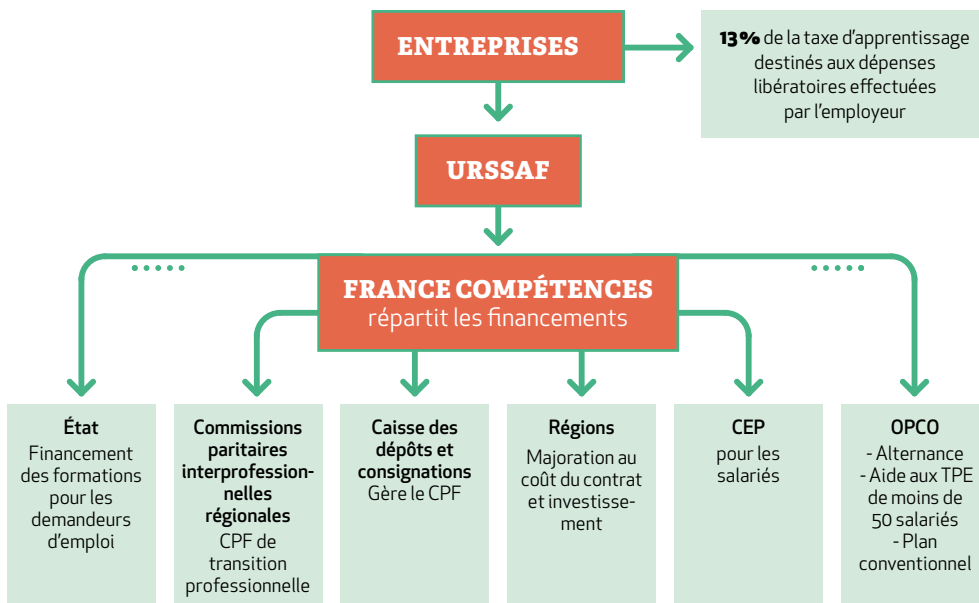 ENTREPRISES
13% de la taxe d'apprentissage
destinés aux dépenses
libératoires effectuées
par l'employeur
URSSAF
FRANCE COMPÉTENCES
répartit les financements
État
Financement
des formations
pour les
demandeurs
d'emploi
Commissions
paritaires
interprofession-
nelles
régionales
CPF de
transition
professionnelle
Caisse des
dépôts et
consignations
Gère le CPF
Régions
Majoration au
coût du contrat
et investisse-
ment
CEP
pour les
salariés
OPCO
- Alternance
- Aide aux TPE
de moins de
50 salariés
- Plan
conventionnel